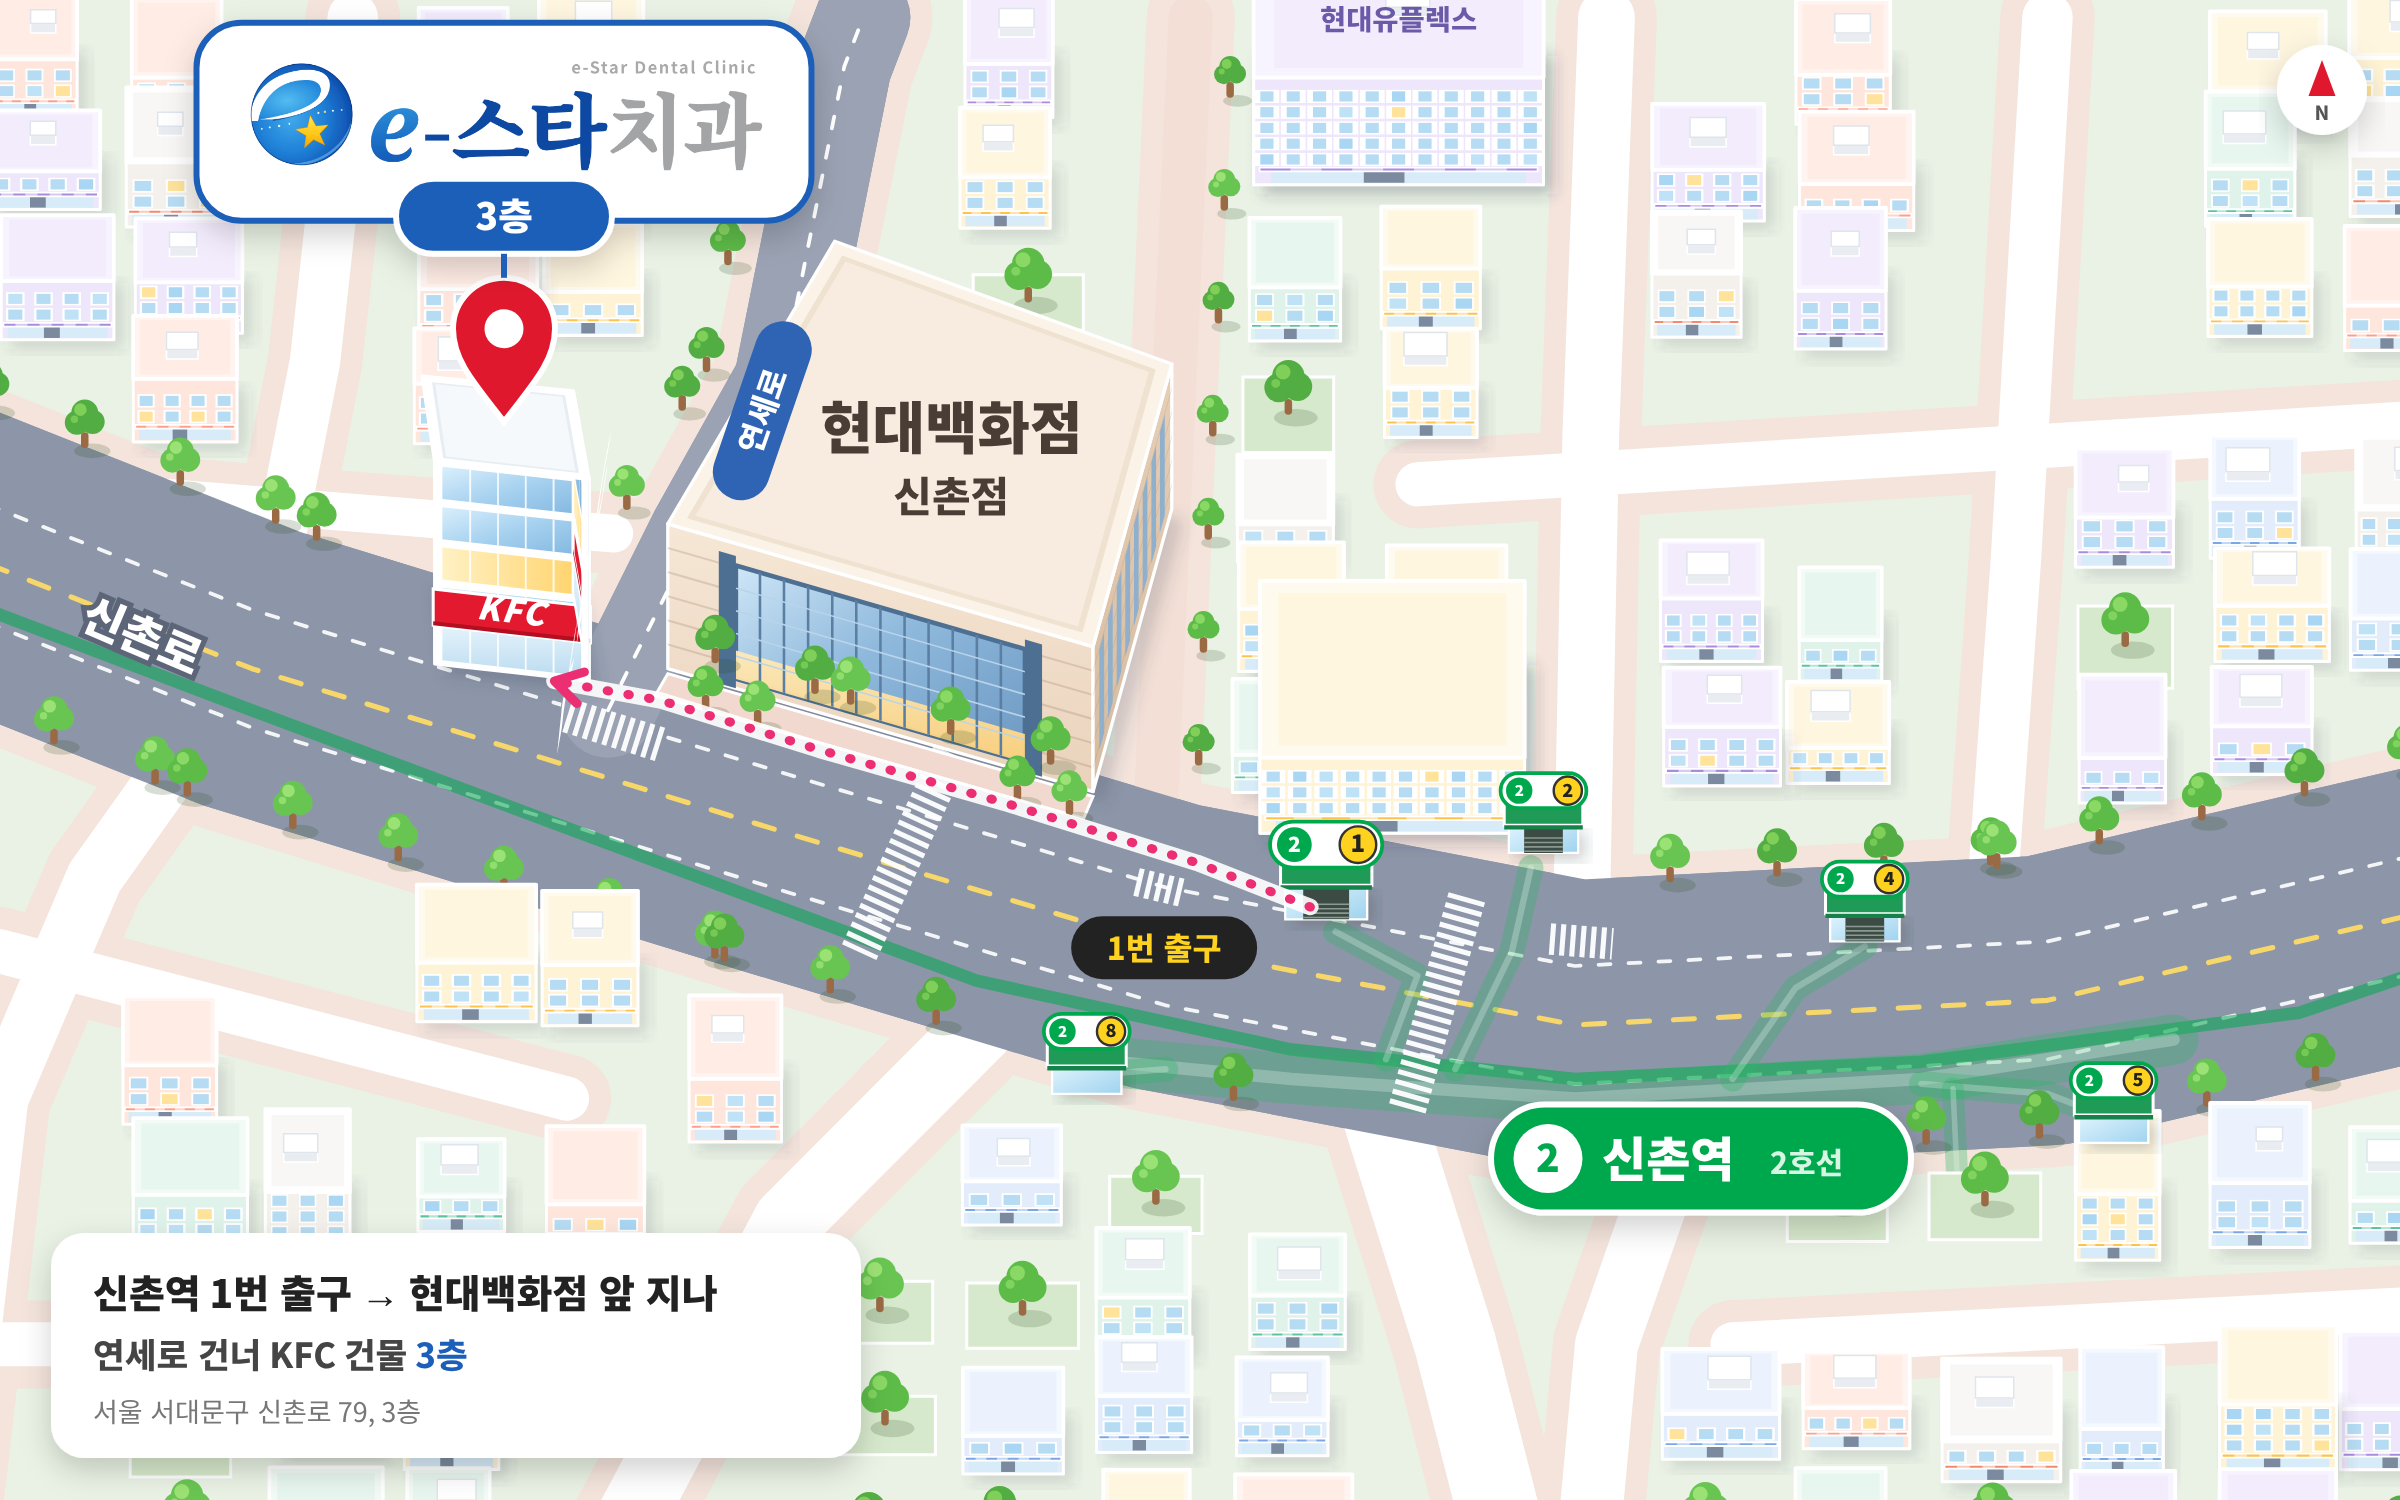 현대유플렉스
e-Star Dental Clinic
e-스타치과
3층
N
연세로
현대백화점
신촌점
KFC
신촌로
2 2
2 1
2 4
1번 출구
2 8
2 5
2 신촌역 2호선
신촌역 1번 출구 → 현대백화점 앞 지나
연세로 건너 KFC 건물 3층
서울 서대문구 신촌로 79, 3층